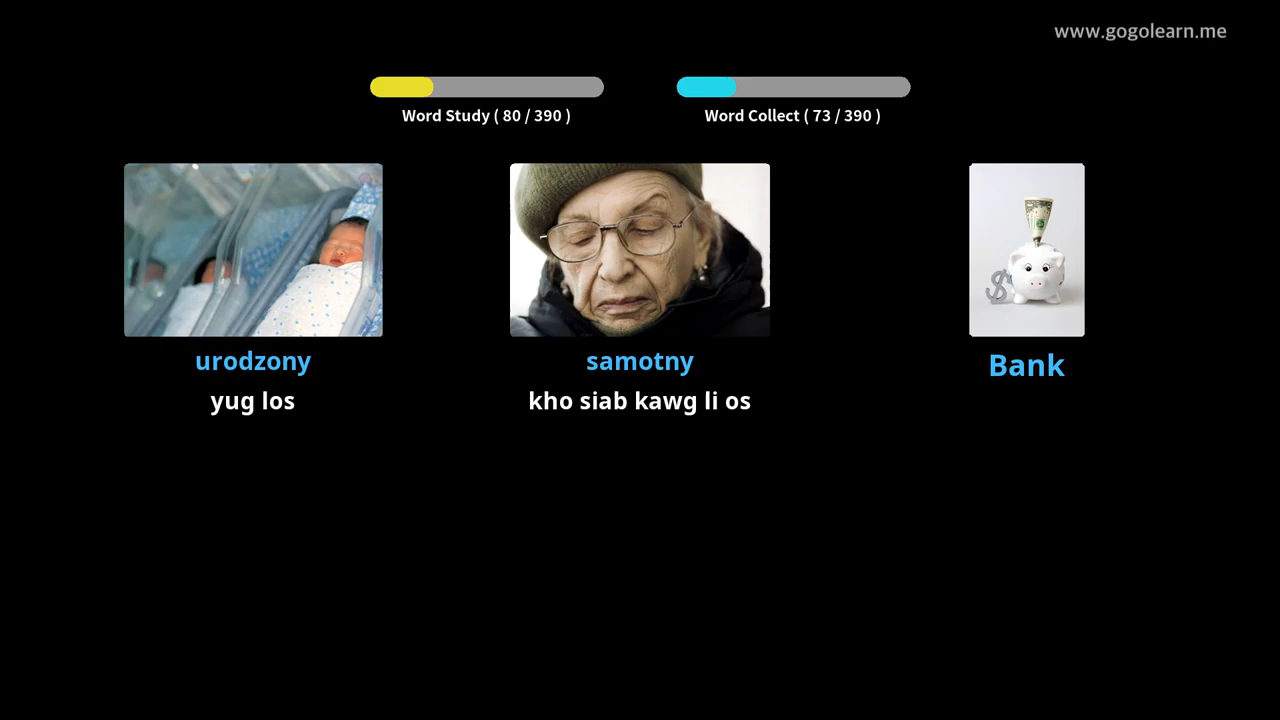 www.gogolearn.me
Word Study ( 80 / 390 )
Word Collect ( 73 / 390 )
urodzony
samotny
Bank
yug los
kho siab kawg li os